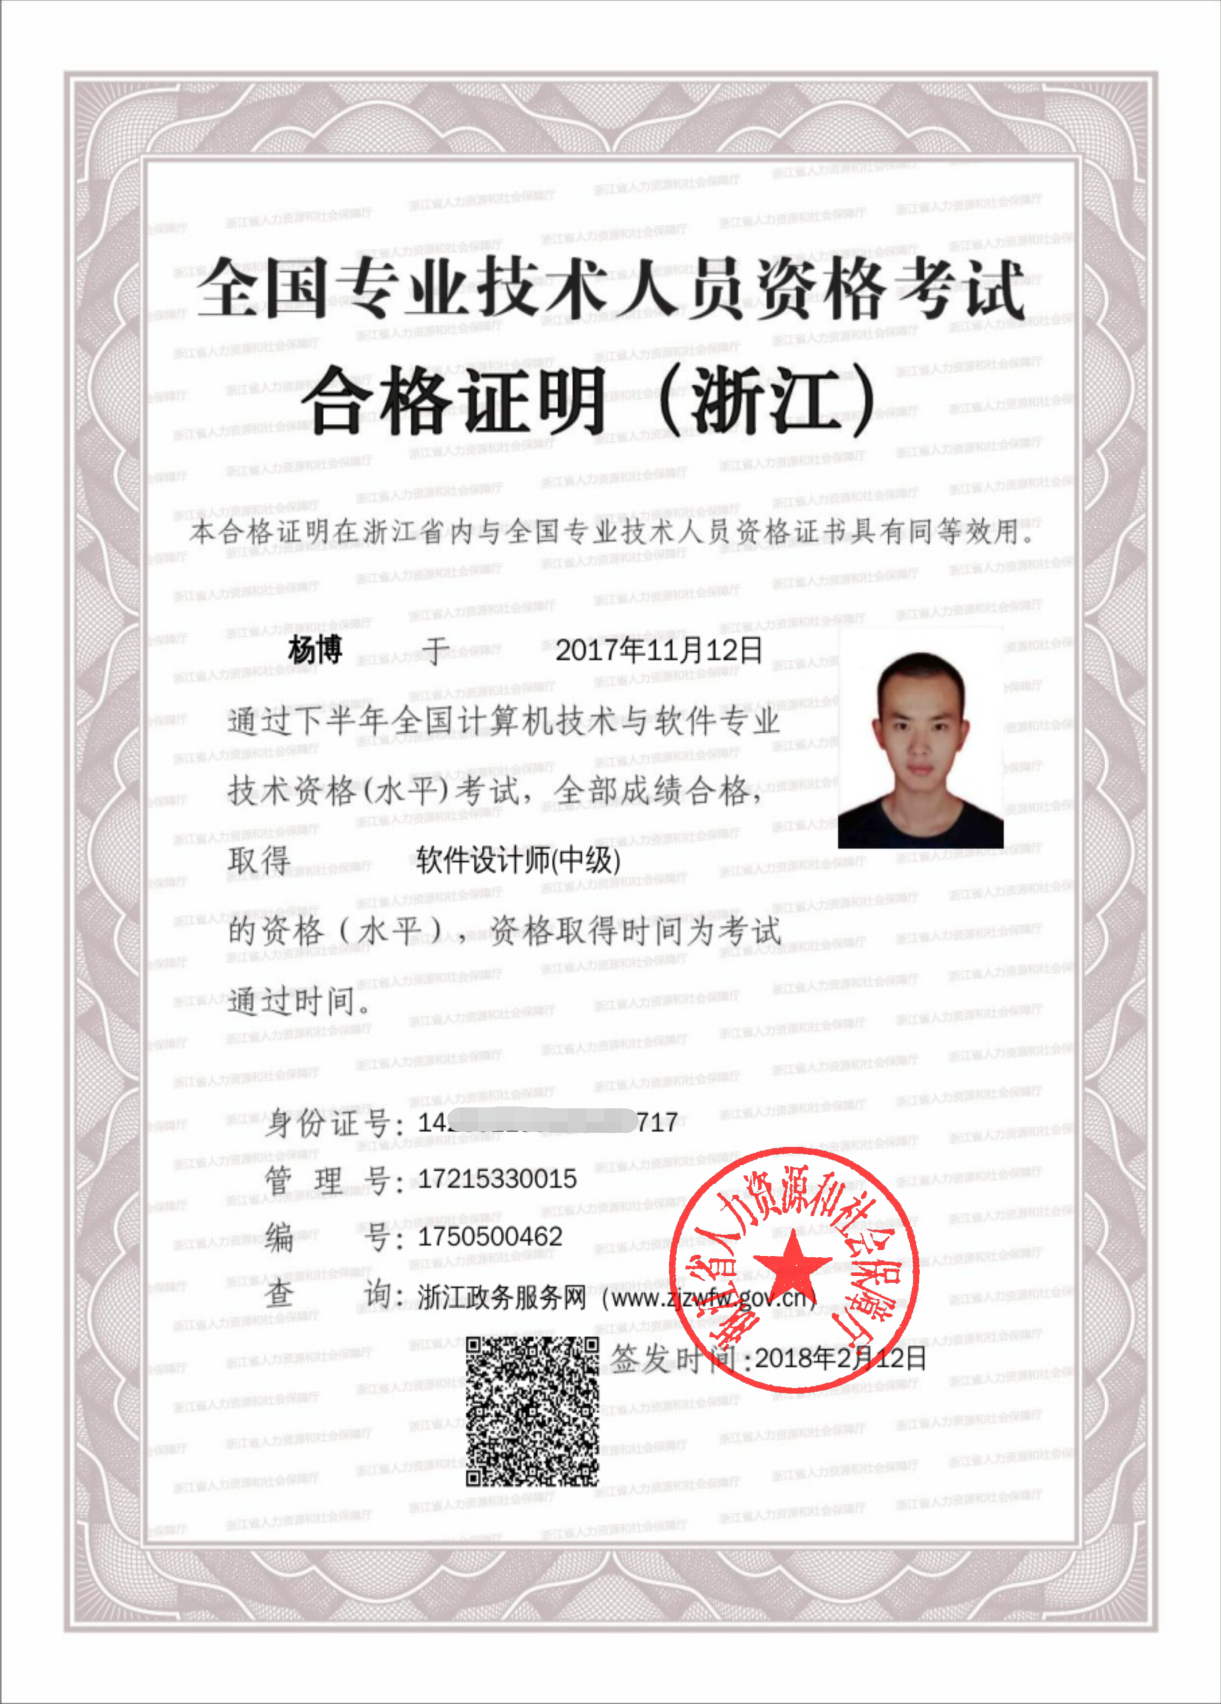 全国专业技术人员资格考试
合格证明（浙江）
本合格证明在浙江省内与全国专业技术人员资格证书具有同等效用。
杨博 于 2017年11月12日
通过下半年全国计算机技术与软件专业
技术资格(水平)考试，全部成绩合格，
取得 软件设计师(中级)
的资格（水平），资格取得时间为考试
通过时间。
身份证号：14 717
管理号：17215330015
编号：1750500462
查询：浙江政务服务网（www.zjzwfw.gov.cn）
签发时间：2018年2月12日
浙江省人力资源和社会保障厅